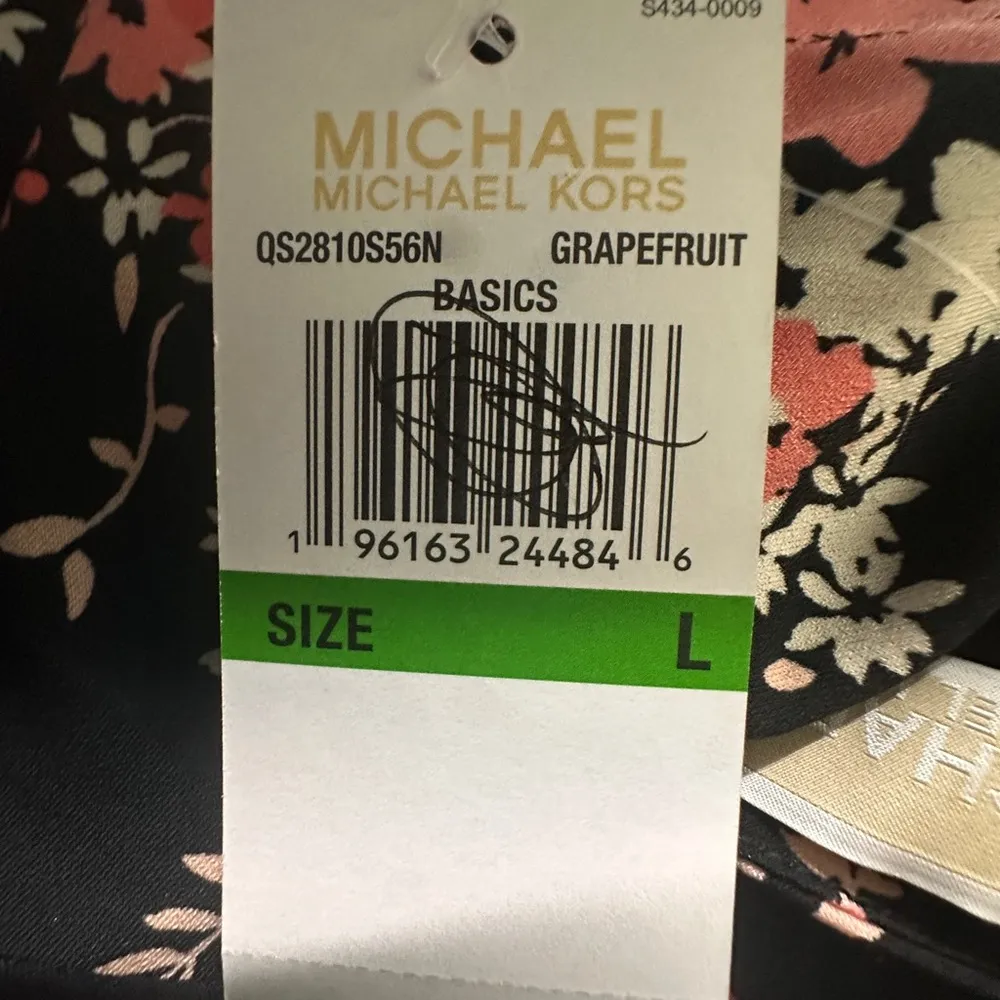 S434-0009
MICHAEL
MICHAEL KORS
QS2810S56N GRAPEFRUIT
BASICS
1 96163 24484 6
SIZE L